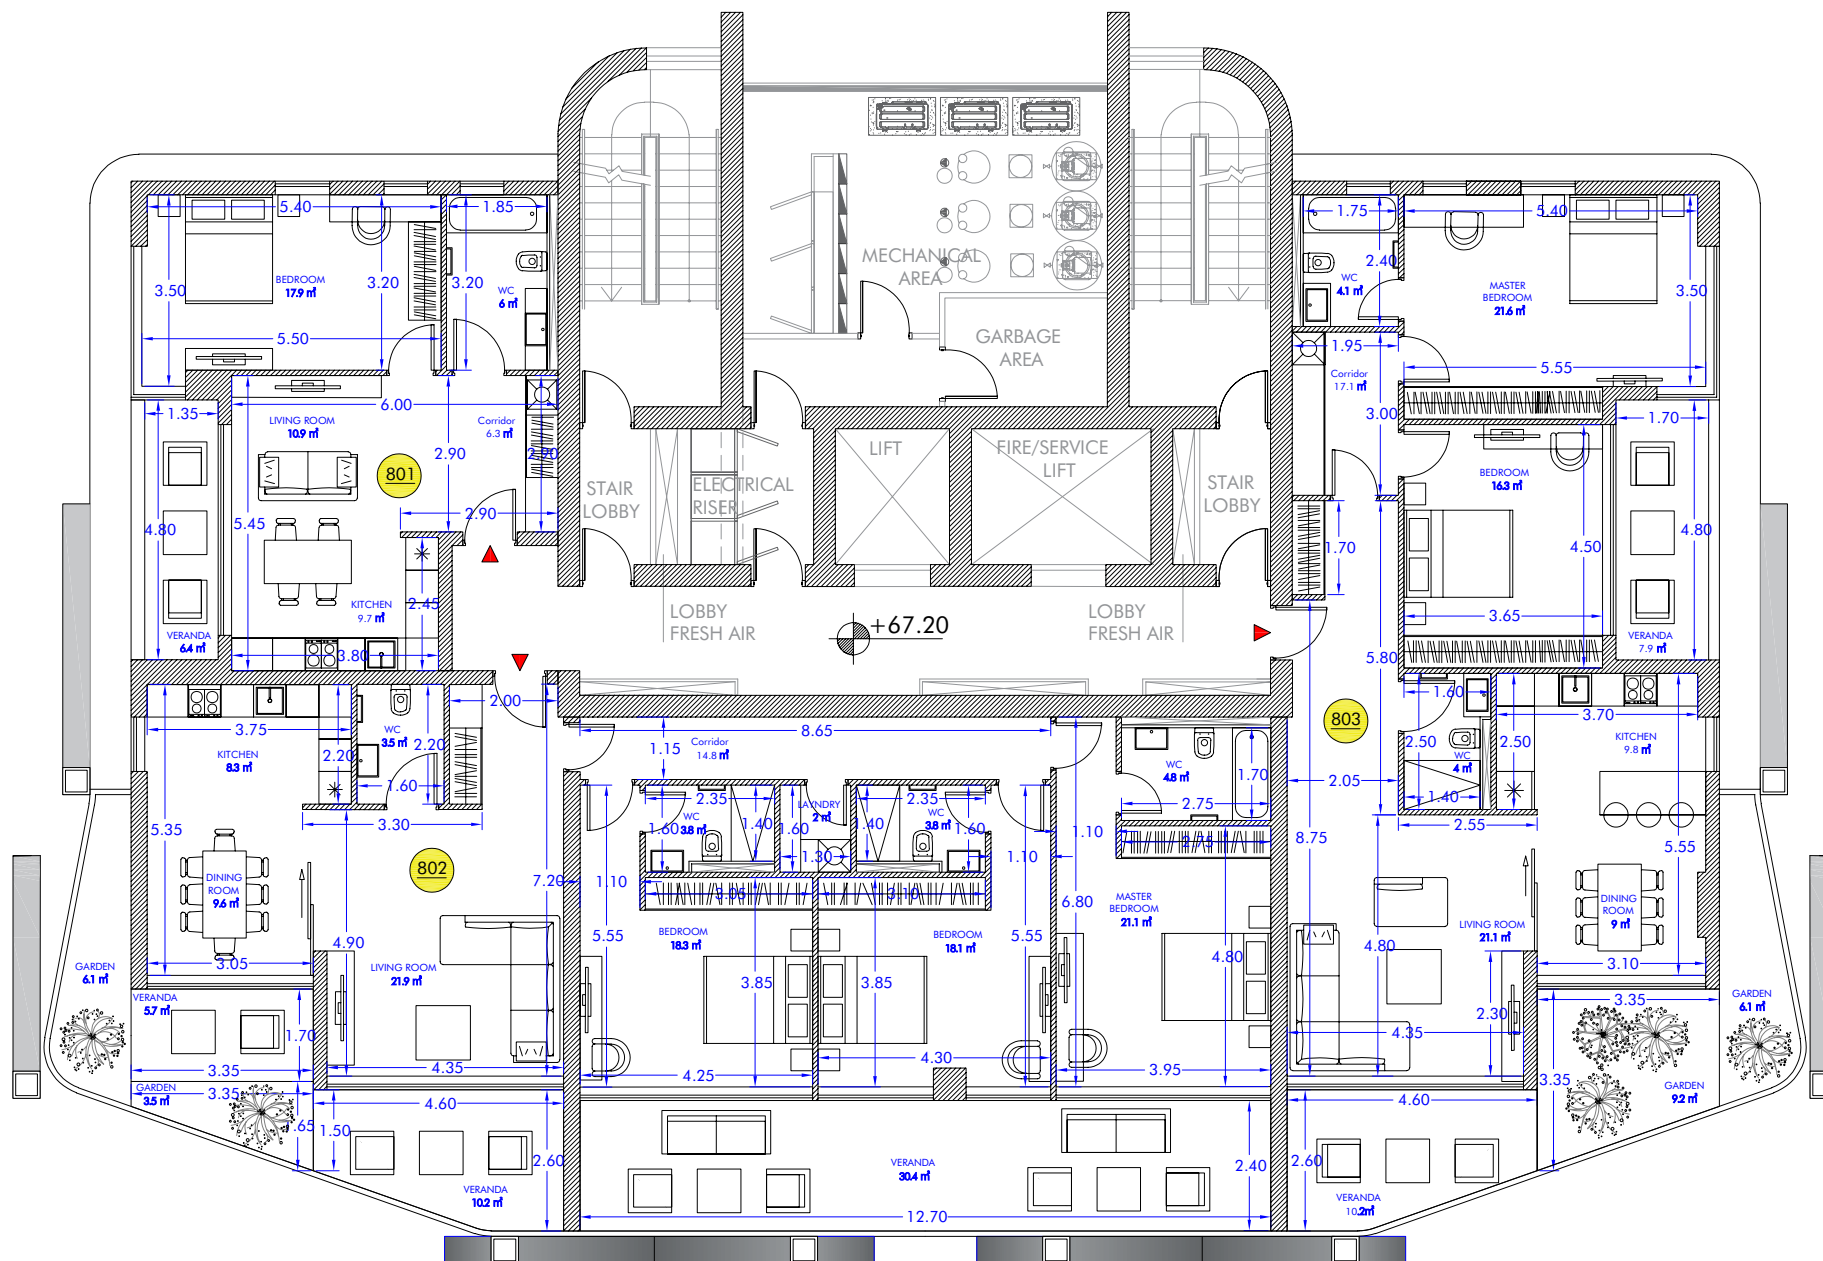 5.40
1.85
3.50
BEDROOM
17.9 ㎡
3.20
3.20
WC
6 ㎡
5.50
6.00
1.35
LIVING ROOM
10.9 ㎡
Corridor
6.3 ㎡
2.90
2.90
801
2.90
5.45
4.80
KITCHEN
9.7 ㎡
2.45
VERANDA
6.4 ㎡
3.80
MECHANICAL
AREA
GARBAGE
AREA
LIFT
FIRE/SERVICE
LIFT
STAIR
LOBBY
ELECTRICAL
RISER
STAIR
LOBBY
LOBBY
FRESH AIR
+67.20
LOBBY
FRESH AIR
1.75
5.40
2.40
WC
4.1 ㎡
MASTER
BEDROOM
21.6 ㎡
3.50
1.95
Corridor
17.1 ㎡
5.55
3.00
1.70
BEDROOM
16.3 ㎡
1.70
4.50
4.80
3.65
VERANDA
7.9 ㎡
5.80
2.00
3.75
WC
3.5 ㎡
KITCHEN
8.3 ㎡
2.20
2.20
1.60
3.30
5.35
802
DINING
ROOM
9.6 ㎡
7.20
4.90
3.05
GARDEN
6.1 ㎡
LIVING ROOM
21.9 ㎡
VERANDA
5.7 ㎡
1.70
3.35
4.35
GARDEN
3.5 ㎡
3.35
1.65
1.50
4.60
2.60
VERANDA
10.2 ㎡
8.65
1.15
Corridor
14.8 ㎡
2.35
LAYNDRY
2 ㎡
2.35
WC
3.8 ㎡
WC
3.8 ㎡
1.60
1.40
1.60
1.40
1.60
1.30
1.10
1.10
1.10
3.05
3.10
BEDROOM
18.3 ㎡
BEDROOM
18.1 ㎡
5.55
5.55
3.85
3.85
4.30
4.25
WC
4.8 ㎡
1.70
2.75
2.75
6.80
MASTER
BEDROOM
21.1 ㎡
4.80
3.95
VERANDA
30.4 ㎡
2.40
12.70
803
1.60
3.70
2.50
WC
4 ㎡
2.50
KITCHEN
9.8 ㎡
2.05
1.40
2.55
8.75
5.55
DINING
ROOM
9 ㎡
LIVING ROOM
21.1 ㎡
4.80
3.10
2.30
3.35
GARDEN
6.1 ㎡
4.35
3.35
GARDEN
9.2 ㎡
4.60
2.60
VERANDA
10.2㎡